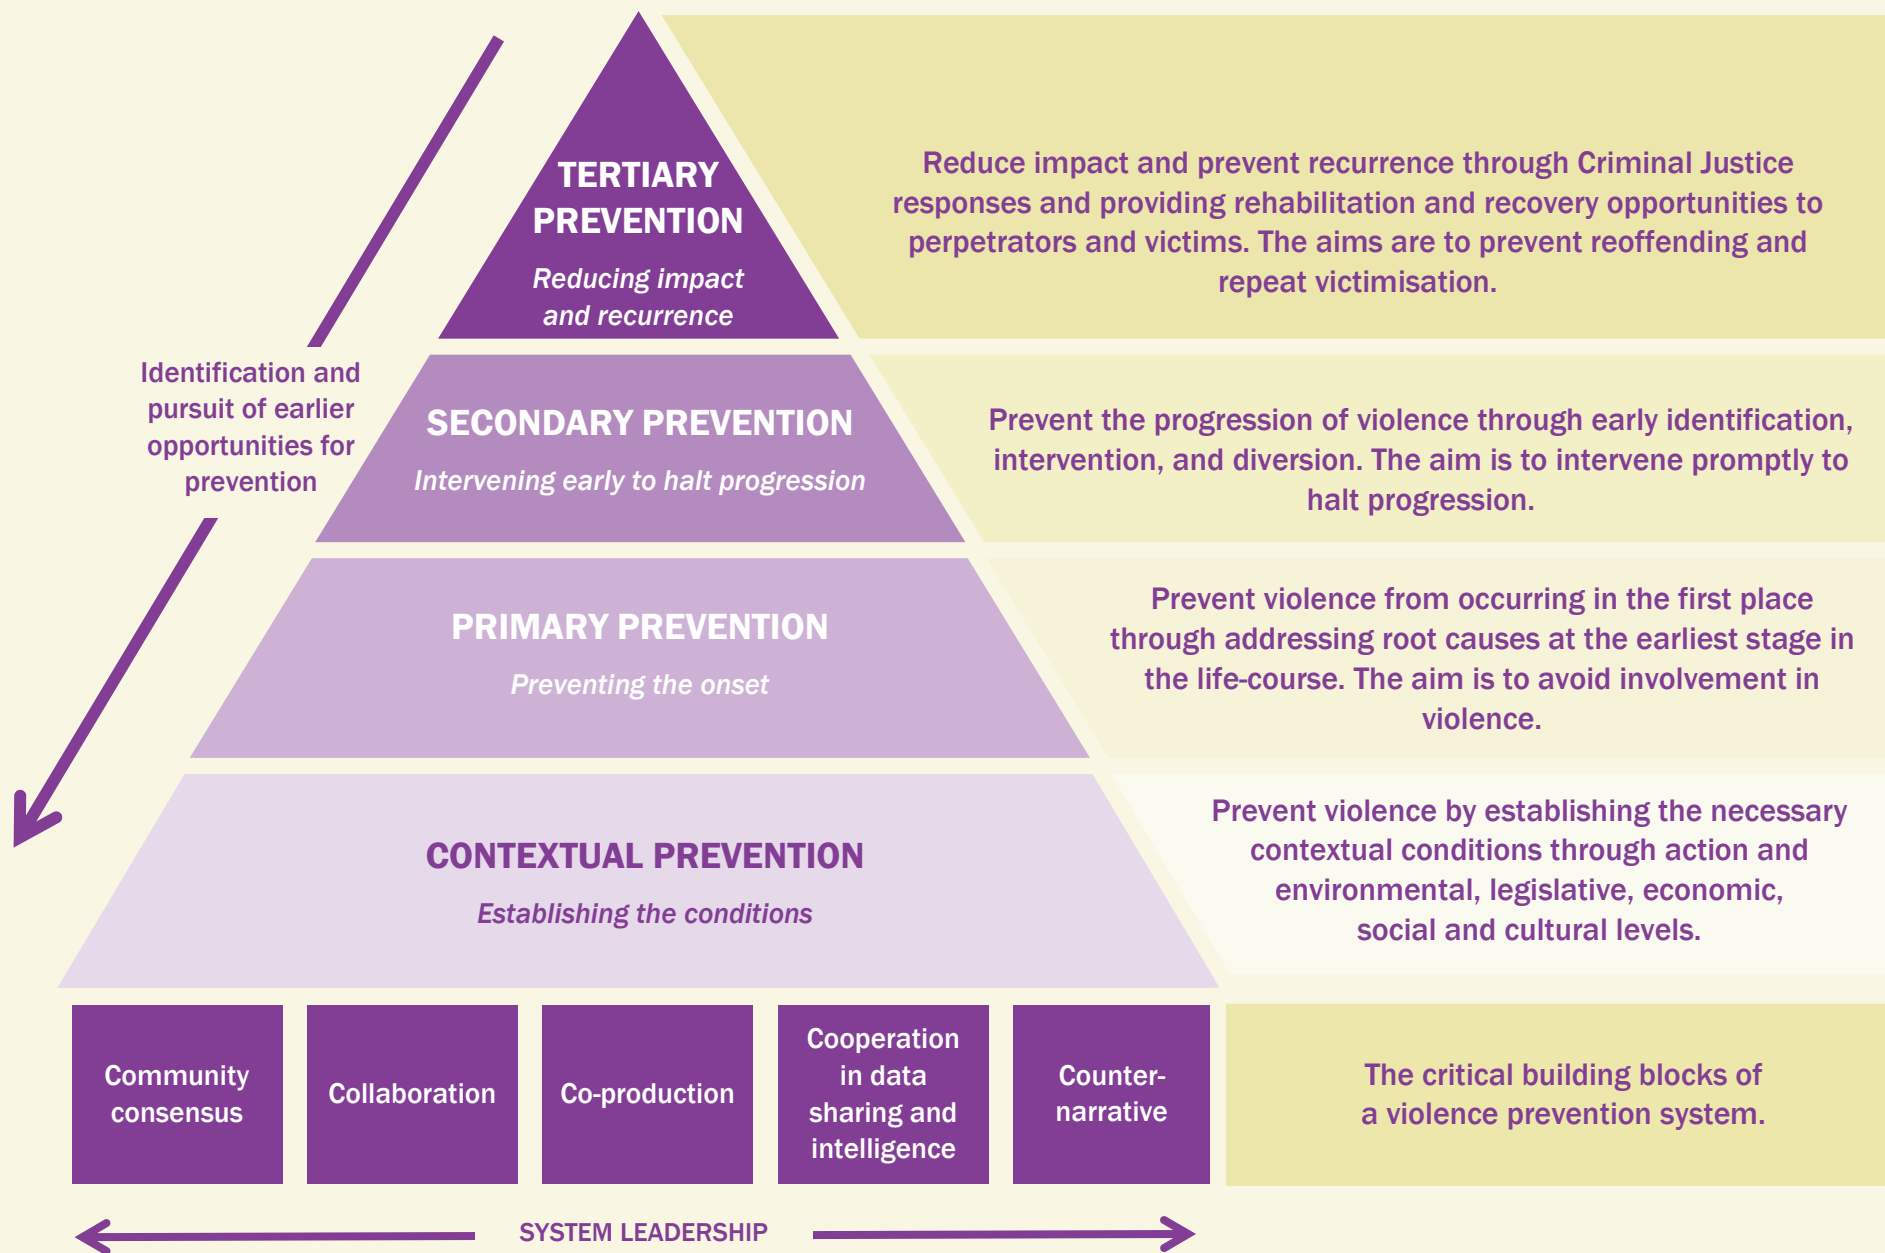 TERTIARY
PREVENTION
Reducing impact
and recurrence
Reduce impact and prevent recurrence through Criminal Justice
responses and providing rehabilitation and recovery opportunities to
perpetrators and victims. The aims are to prevent reoffending and
repeat victimisation.
Identification and
pursuit of earlier
opportunities for
prevention
SECONDARY PREVENTION
Intervening early to halt progression
Prevent the progression of violence through early identification,
intervention, and diversion. The aim is to intervene promptly to
halt progression.
PRIMARY PREVENTION
Preventing the onset
Prevent violence from occurring in the first place
through addressing root causes at the earliest stage in
the life-course. The aim is to avoid involvement in
violence.
CONTEXTUAL PREVENTION
Establishing the conditions
Prevent violence by establishing the necessary
contextual conditions through action and
environmental, legislative, economic,
social and cultural levels.
Community
consensus
Collaboration
Co-production
Cooperation
in data
sharing and
intelligence
Counter-
narrative
The critical building blocks of
a violence prevention system.
SYSTEM LEADERSHIP